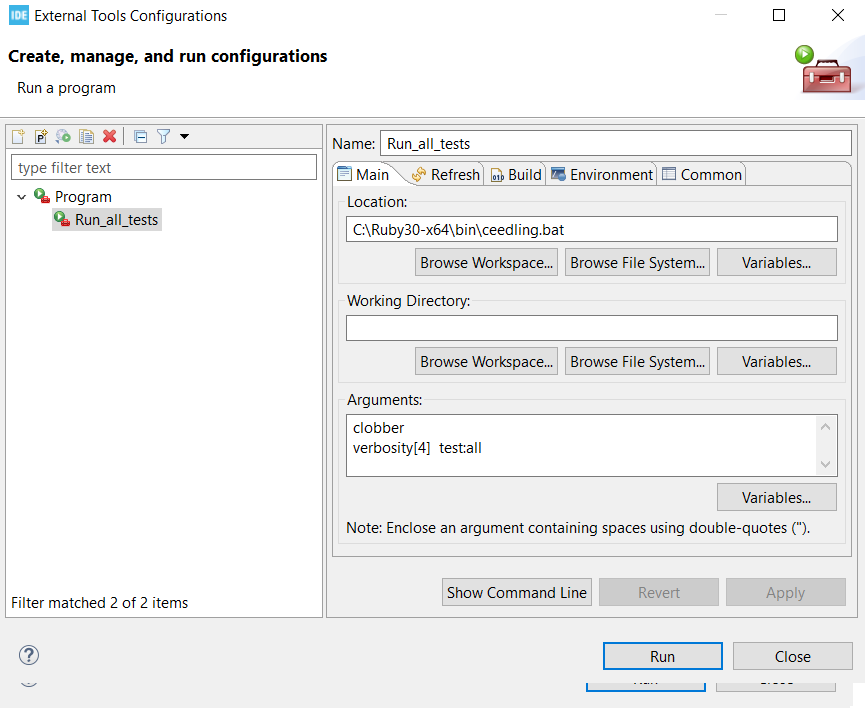 IDE External Tools Configurations
Create, manage, and run configurations
Run a program
type filter text
Program
Run_all_tests
Filter matched 2 of 2 items
Name: Run_all_tests
Main Refresh 010 Build Environment Common
Location:
C:\Ruby30-x64\bin\ceedling.bat
Browse Workspace... Browse File System... Variables...
Working Directory:
Browse Workspace... Browse File System... Variables...
Arguments:
clobber
verbosity[4] test:all
Variables...
Note: Enclose an argument containing spaces using double-quotes (").
Show Command Line Revert Apply
? Run Close